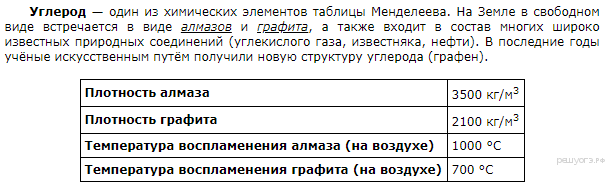 Углерод — один из химических элементов таблицы Менделеева. На Земле в свободном
виде встречается в виде алмазов и графита, а также входит в состав многих широко
известных природных соединений (углекислого газа, известняка, нефти). В последние годы
учёные искусственным путём получили новую структуру углерода (графен).
Плотность алмаза 3500 кг/м³
Плотность графита 2100 кг/м³
Температура воспламенения алмаза (на воздухе) 1000 °C
Температура воспламенения графита (на воздухе) 700 °C
решуогэ.рф